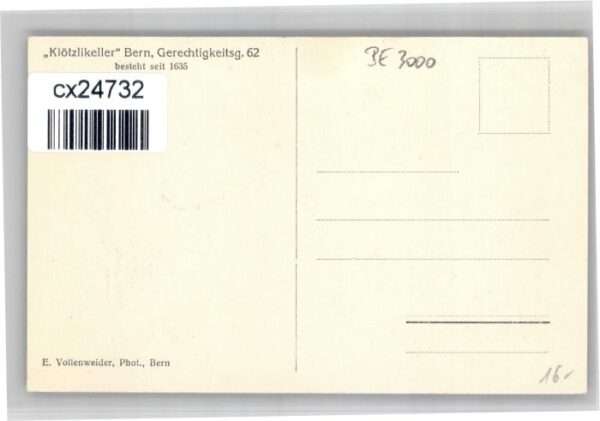 „Klötzlikeller" Bern, Gerechtigkeitsg. 62
besteht seit 1635
cx24732
BE 3000
E. Vollenweider, Phot., Bern
16.-